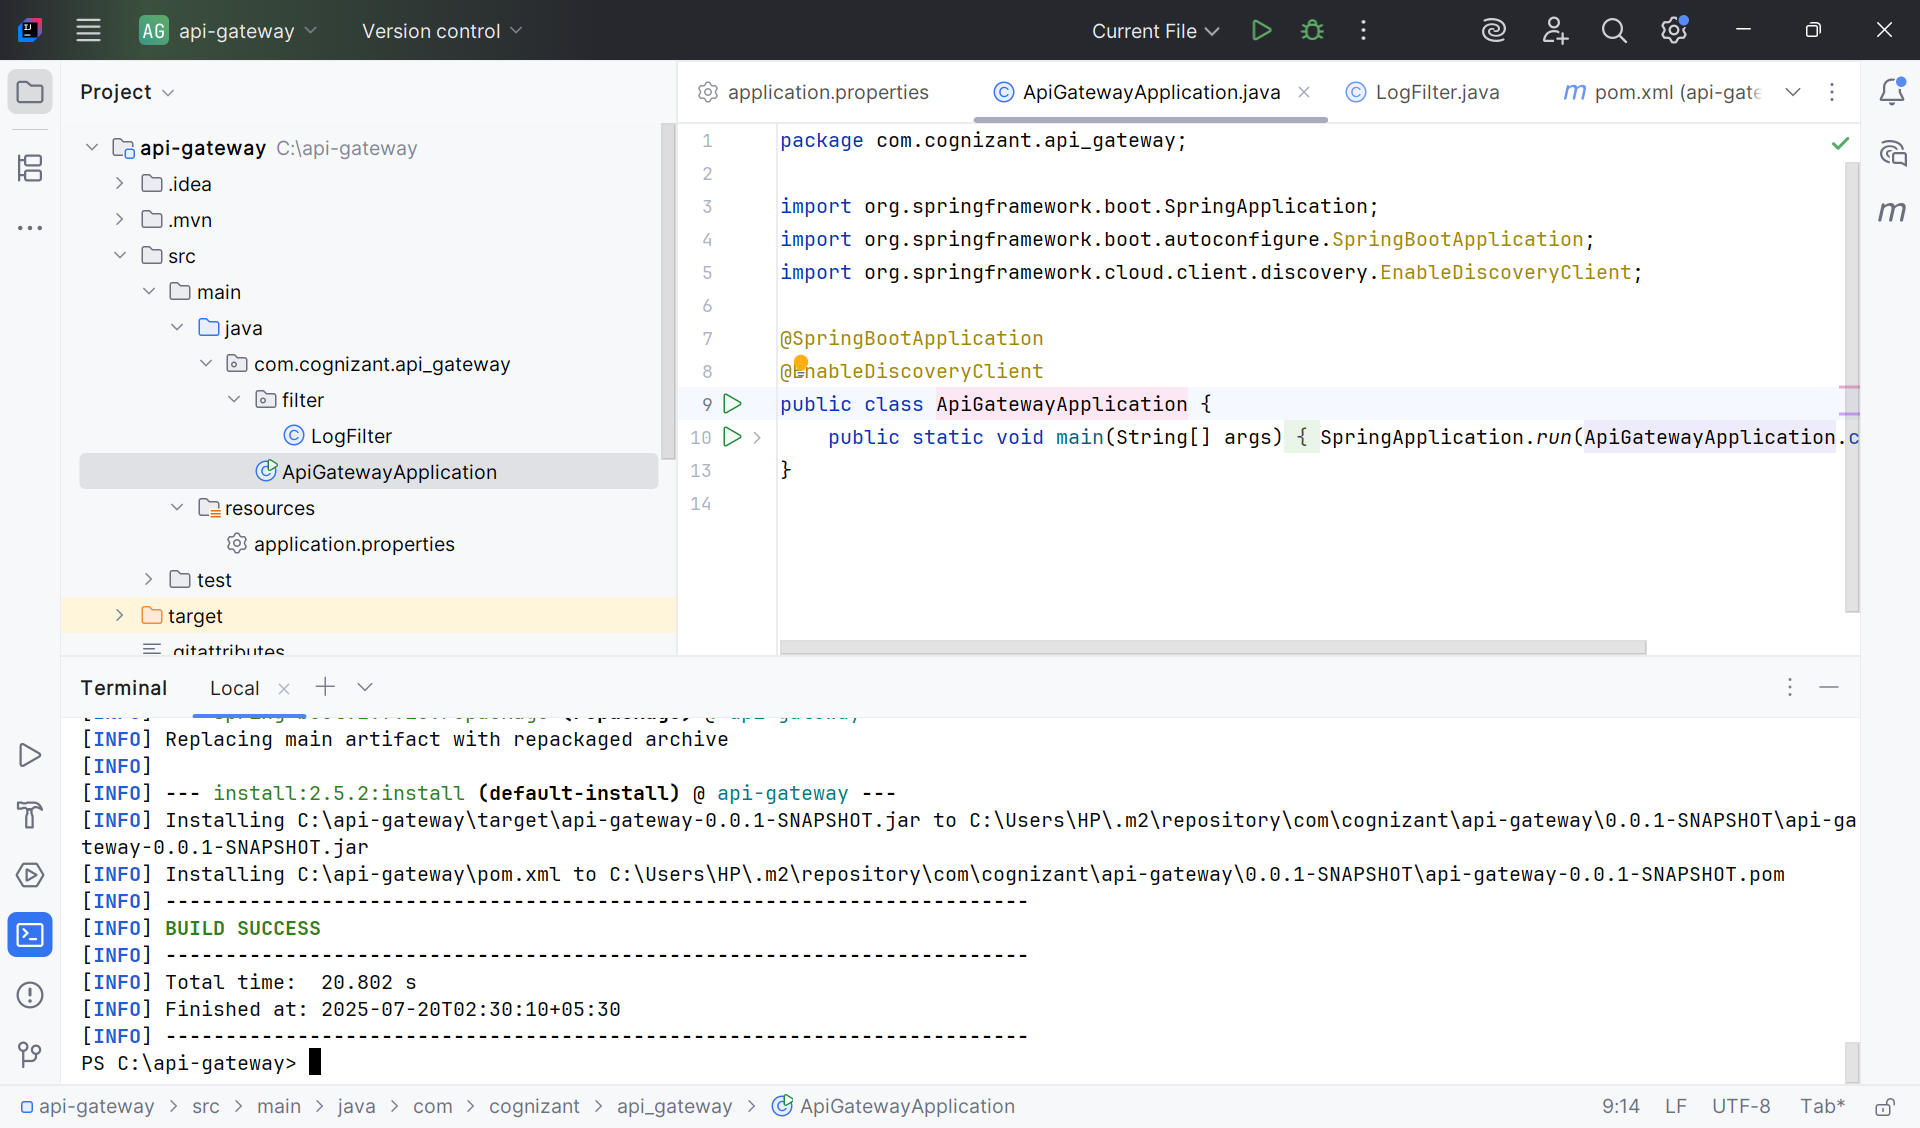 AG api-gateway
Version control
Current File
Project
api-gateway C:\api-gateway
.idea
.mvn
src
main
java
com.cognizant.api_gateway
filter
LogFilter
ApiGatewayApplication
resources
application.properties
test
target
.gitattributes
application.properties
ApiGatewayApplication.java
LogFilter.java
pom.xml (api-gate
1 package com.cognizant.api_gateway;
2
3 import org.springframework.boot.SpringApplication;
4 import org.springframework.boot.autoconfigure.SpringBootApplication;
5 import org.springframework.cloud.client.discovery.EnableDiscoveryClient;
6
7 @SpringBootApplication
8 @EnableDiscoveryClient
9 public class ApiGatewayApplication {
10 public static void main(String[] args) { SpringApplication.run(ApiGatewayApplication.c
13 }
14
Terminal Local
[INFO] Replacing main artifact with repackaged archive
[INFO]
[INFO] --- install:2.5.2:install (default-install) @ api-gateway ---
[INFO] Installing C:\api-gateway\target\api-gateway-0.0.1-SNAPSHOT.jar to C:\Users\HP\.m2\repository\com\cognizant\api-gateway\0.0.1-SNAPSHOT\api-ga
teway-0.0.1-SNAPSHOT.jar
[INFO] Installing C:\api-gateway\pom.xml to C:\Users\HP\.m2\repository\com\cognizant\api-gateway\0.0.1-SNAPSHOT\api-gateway-0.0.1-SNAPSHOT.pom
[INFO] ------------------------------------------------------------------------
[INFO] BUILD SUCCESS
[INFO] ------------------------------------------------------------------------
[INFO] Total time:  20.802 s
[INFO] Finished at: 2025-07-20T02:30:10+05:30
[INFO] ------------------------------------------------------------------------
PS C:\api-gateway>
api-gateway > src > main > java > com > cognizant > api_gateway > ApiGatewayApplication
9:14 LF UTF-8 Tab*